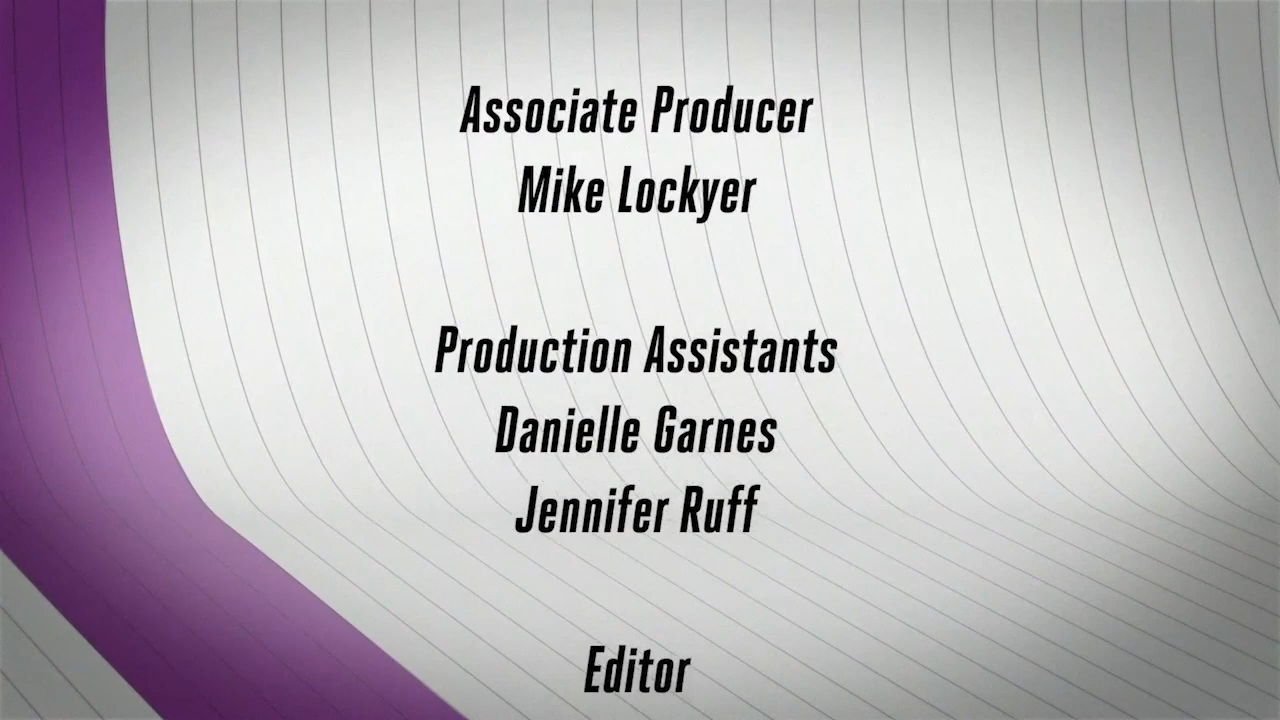 Associate Producer
Mike Lockyer
Production Assistants
Danielle Garnes
Jennifer Ruff
Editor